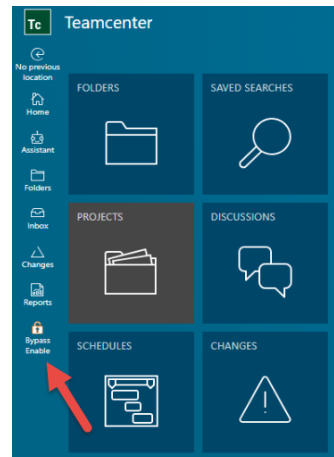 Tc Teamcenter
No previous
location
Home
Assistant
Folders
Inbox
Changes
Reports
Bypass
Enable
FOLDERS
SAVED SEARCHES
PROJECTS
DISCUSSIONS
SCHEDULES
CHANGES